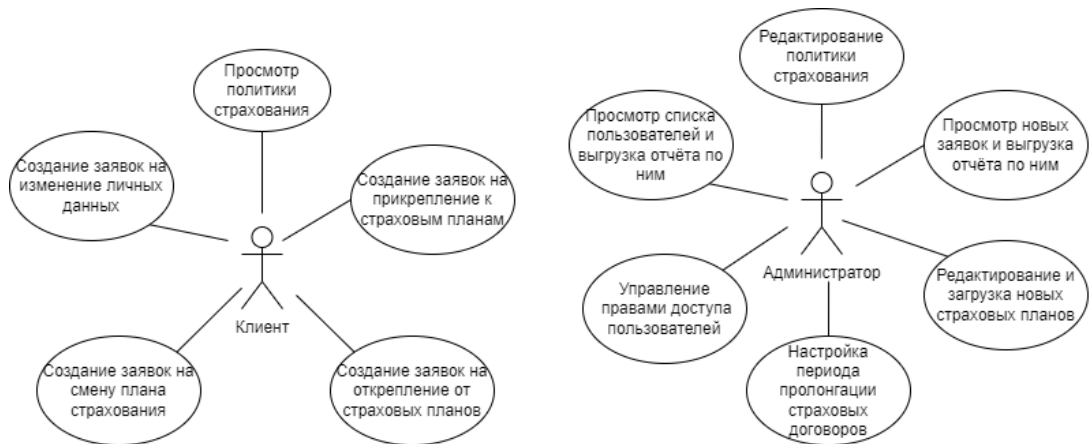 Просмотр
политики
страхования
Создание заявок на
изменение личных
данных
Создание заявок на
прикрепление к
страховым планам
Клиент
Создание заявок на
смену плана
страхования
Создание заявок на
открепление от
страховых планов
Редактирование
политики
страхования
Просмотр списка
пользователей и
выгрузка отчёта по
ним
Просмотр новых
заявок и выгрузка
отчёта по ним
Администратор
Управление
правами доступа
пользователей
Редактирование и
загрузка новых
страховых планов
Настройка
периода
пролонгации
страховых
договоров